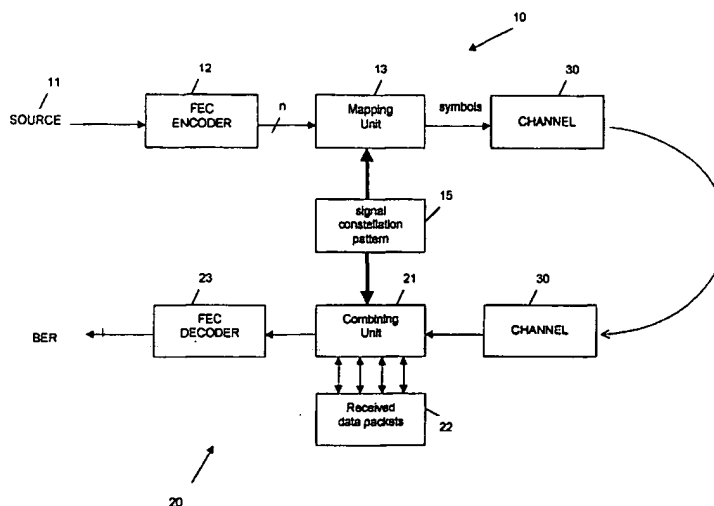 10
11
12
13
30
SOURCE
FEC
ENCODER
n
Mapping
Unit
symbols
CHANNEL
15
signal
constellation
pattern
23
21
30
BER
FEC
DECODER
Combining
Unit
CHANNEL
Received
data packets
22
20